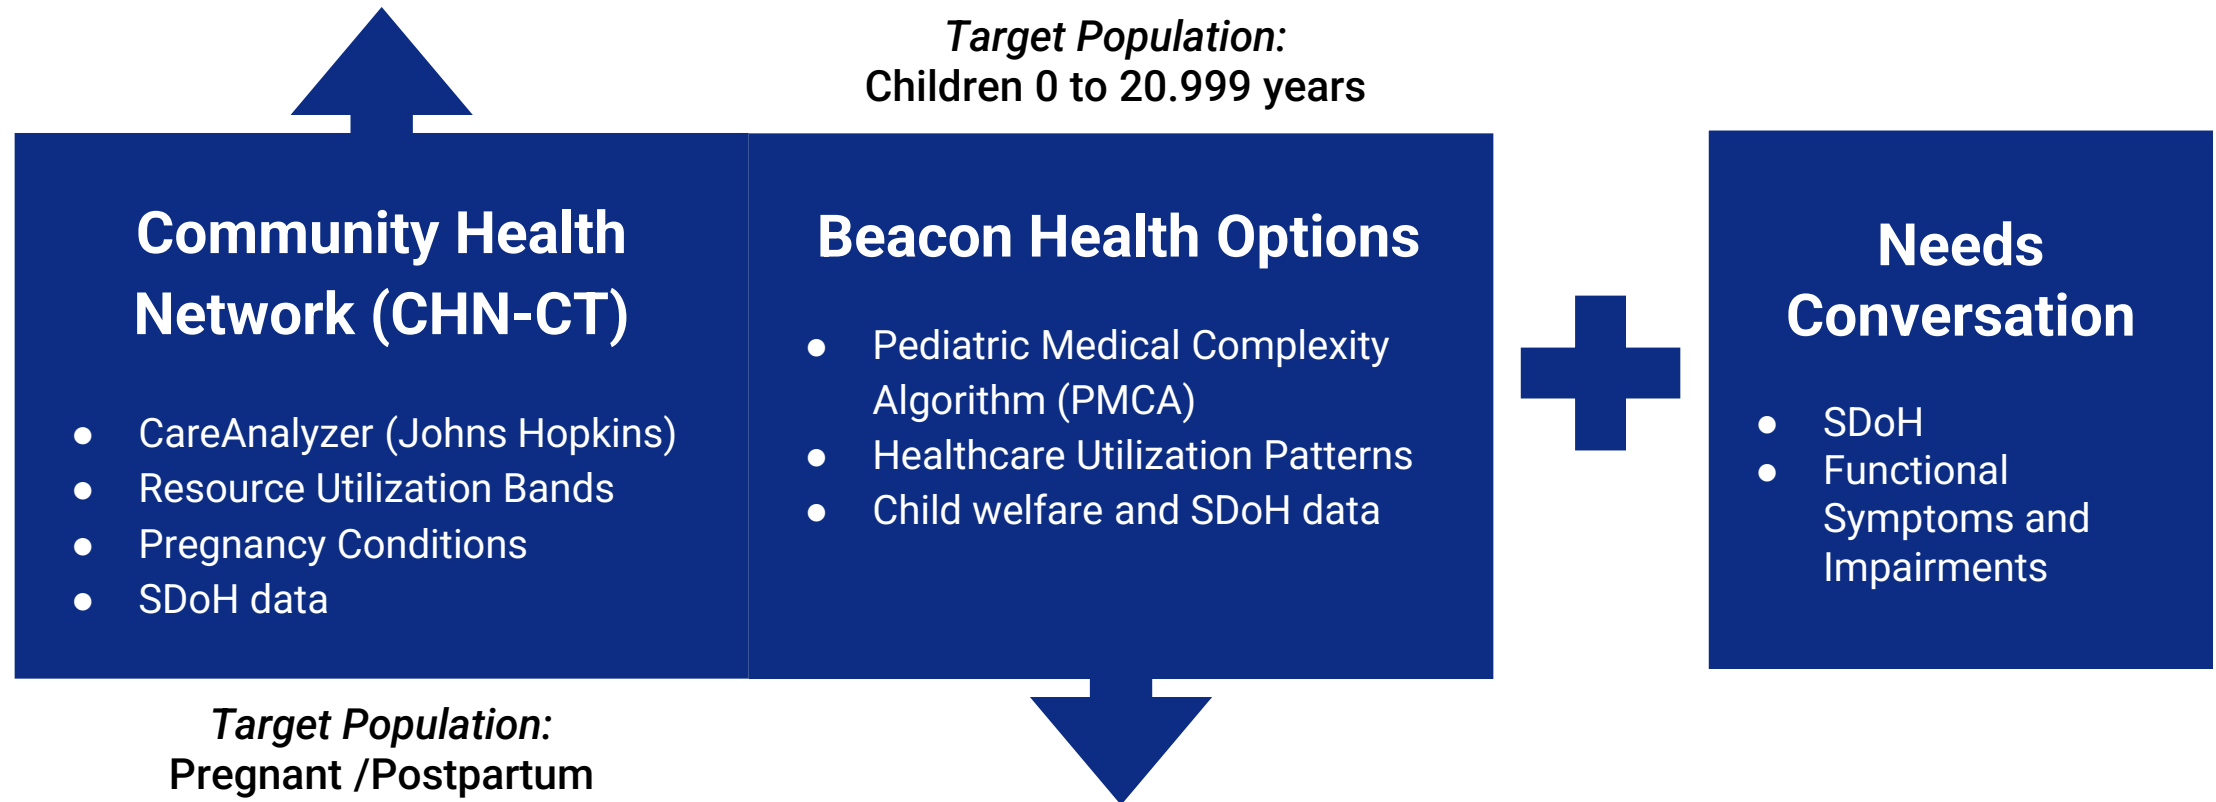 Target Population:
Children 0 to 20.999 years
Community Health
Network (CHN-CT)
● CareAnalyzer (Johns Hopkins)
● Resource Utilization Bands
● Pregnancy Conditions
● SDoH data
Target Population:
Pregnant /Postpartum
Beacon Health Options
● Pediatric Medical Complexity
Algorithm (PMCA)
● Healthcare Utilization Patterns
● Child welfare and SDoH data
Needs
Conversation
● SDoH
● Functional
Symptoms and
Impairments